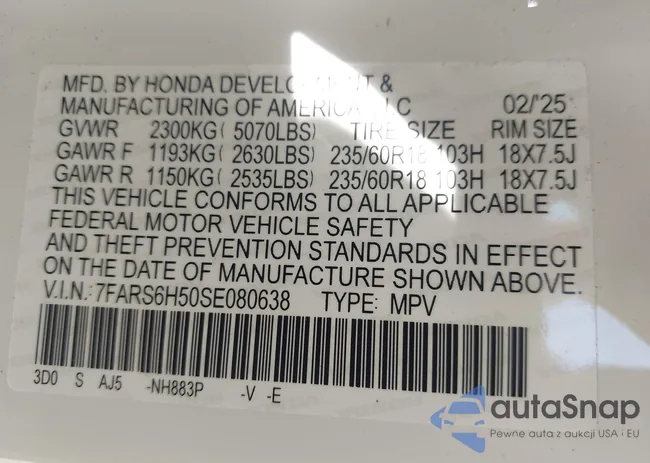 MFD. BY HONDA DEVELOPMENT &
MANUFACTURING OF AMERICA, LLC 02/'25
GVWR 2300KG ( 5070LBS) TIRE SIZE RIM SIZE
GAWR F 1193KG ( 2630LBS) 235/60R18 103H 18X7.5J
GAWR R 1150KG ( 2535LBS) 235/60R18 103H 18X7.5J
THIS VEHICLE CONFORMS TO ALL APPLICABLE
FEDERAL MOTOR VEHICLE SAFETY
AND THEFT PREVENTION STANDARDS IN EFFECT
ON THE DATE OF MANUFACTURE SHOWN ABOVE.
V.I.N.: 7FARS6H50SE080638 TYPE: MPV
3D0 S AJ5 -NH883P -V -E
autaSnap
Pewne auta z aukcji USA i EU